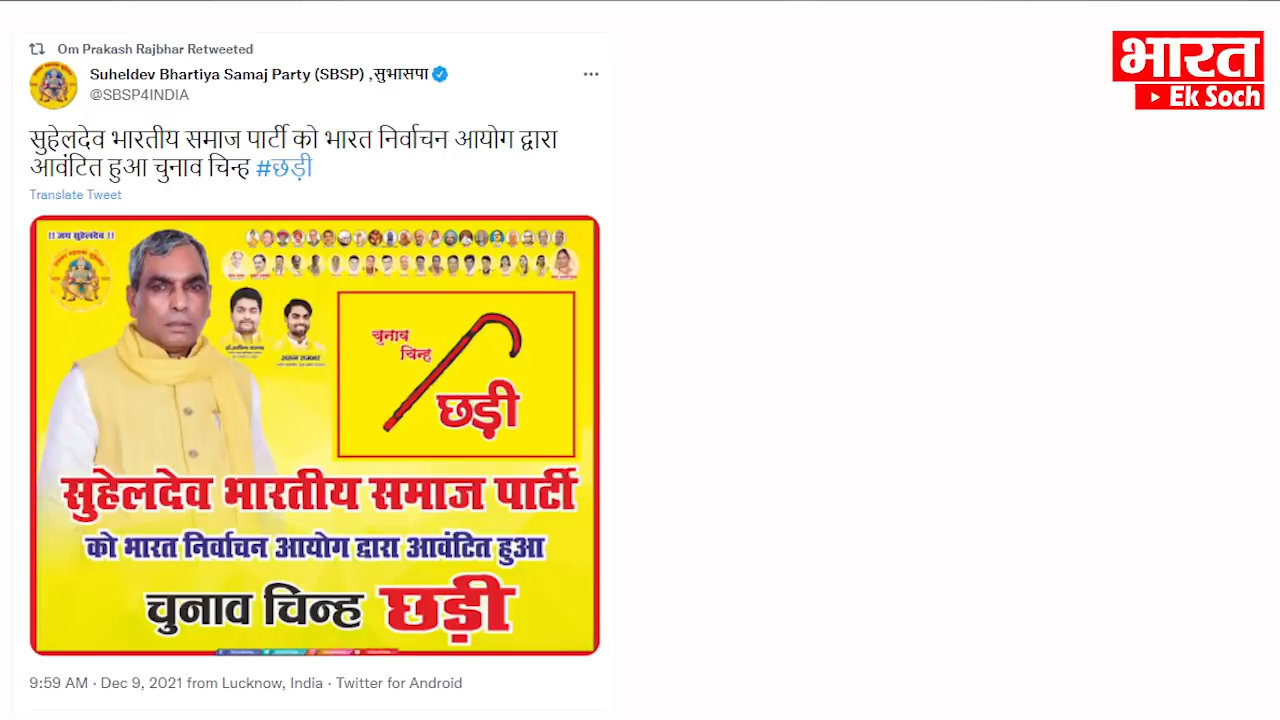 Om Prakash Rajbhar Retweeted
Suheldev Bhartiya Samaj Party (SBSP) ,सुभासपा
@SBSP4INDIA
सुहेलदेव भारतीय समाज पार्टी को भारत निर्वाचन आयोग द्वारा
आवंटित हुआ चुनाव चिन्ह #छड़ी
Translate Tweet
!! जय सुहेलदेव !!
चुनाव
चिन्ह
छड़ी
सुहेलदेव भारतीय समाज पार्टी
को भारत निर्वाचन आयोग द्वारा आवंटित हुआ
चुनाव चिन्ह छड़ी
9:59 AM · Dec 9, 2021 from Lucknow, India · Twitter for Android
भारत
Ek Soch